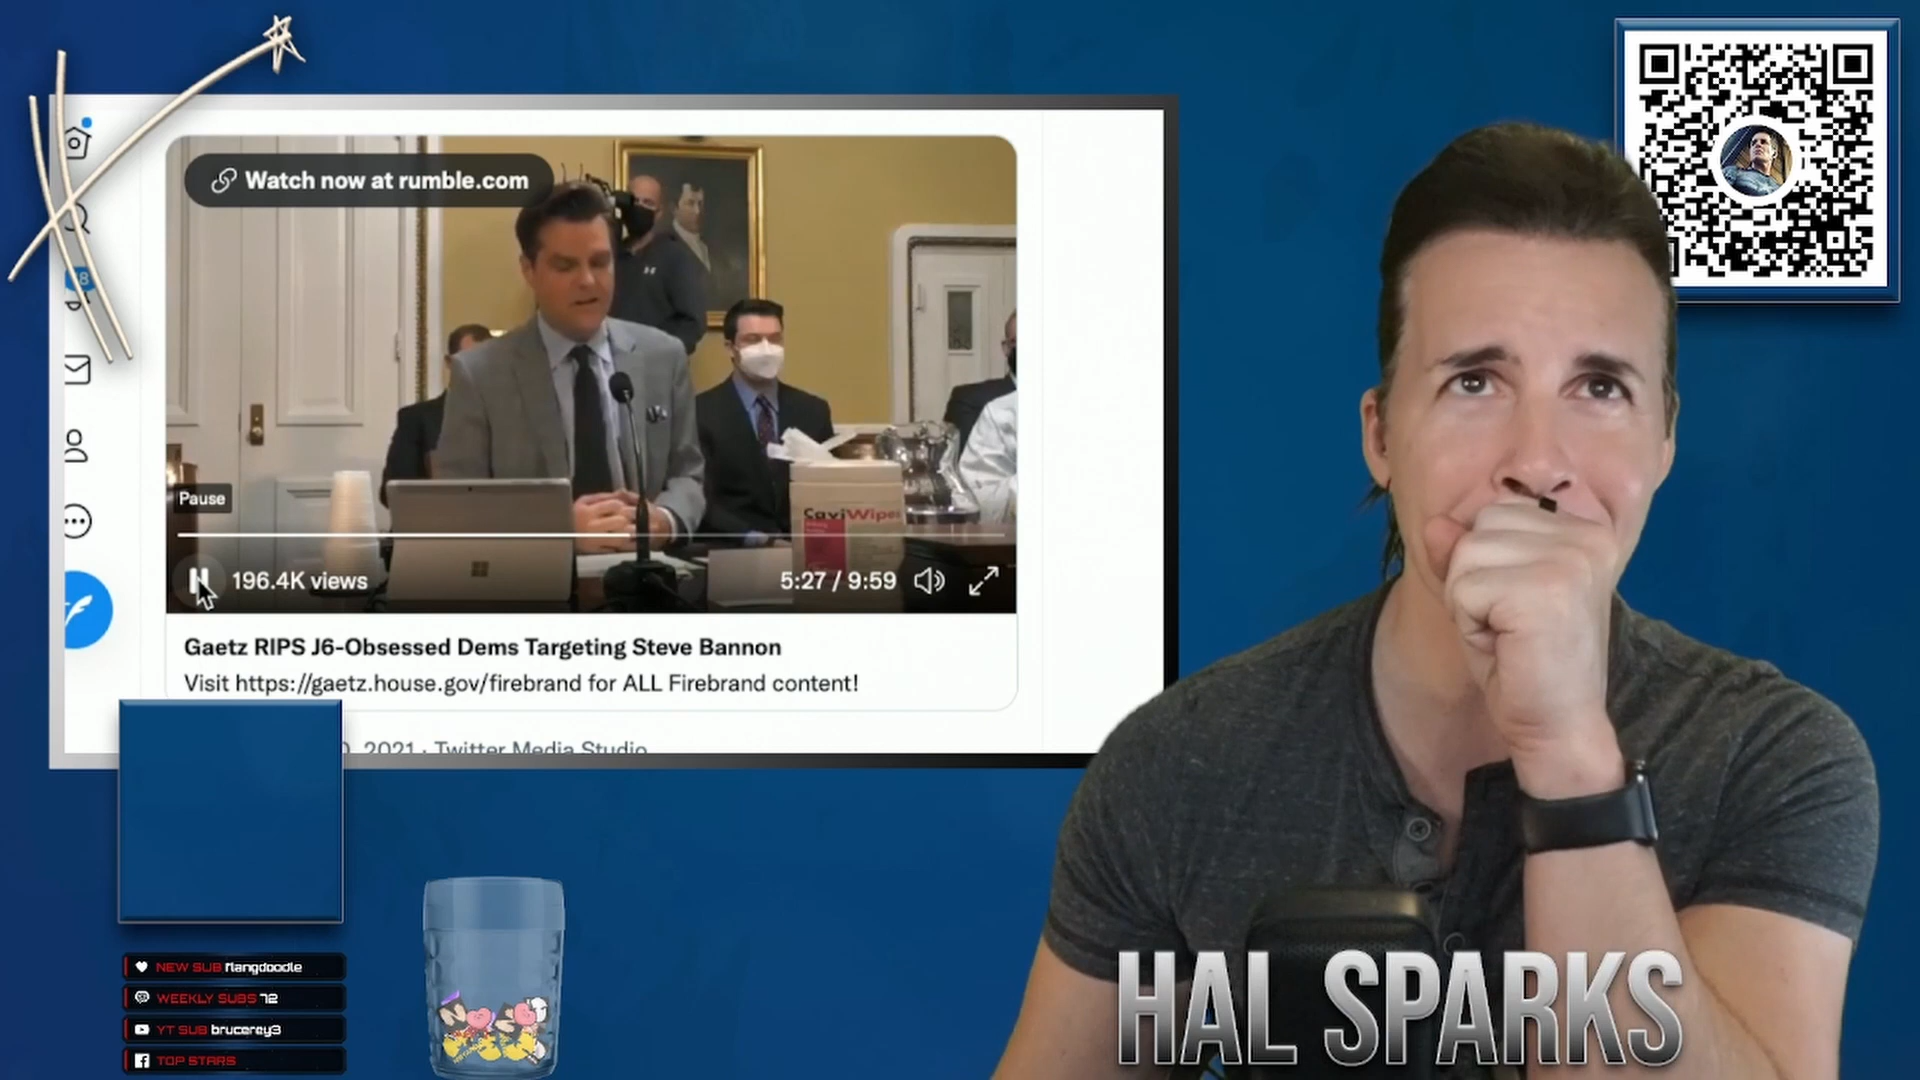 Watch now at rumble.com
Pause
CaviWipes
196.4K views
5:27 / 9:59
Gaetz RIPS J6-Obsessed Dems Targeting Steve Bannon
Visit https://gaetz.house.gov/firebrand for ALL Firebrand content!
, 2021 · Twitter Media Studio
NEW SUB flangdoodle
WEEKLY SUBS 72
YT SUB brucerey3
TOP STARS
HAL SPARKS